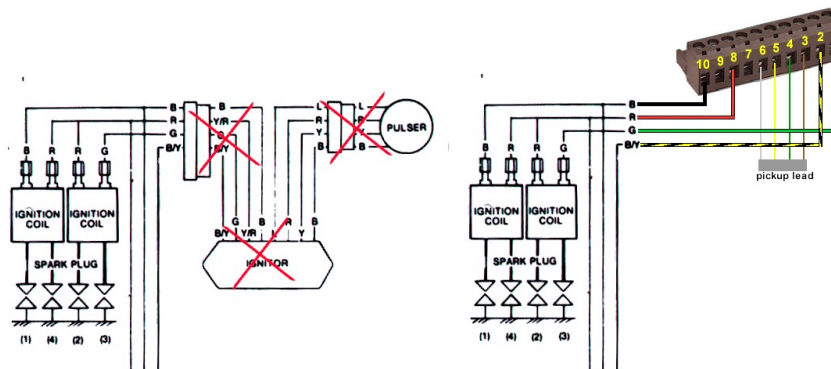 10 9 8 7 6 5 4 3 2
B B B
R Y/R
G G
B/Y B/Y
L L L
R R R
Y Y Y
B B B
PULSER
B R R G
IGNITION COIL IGNITION COIL
B/Y G Y/R B L R Y B
IGNITOR
SPARK PLUG
(1) (4) (2) (3)
B
R
G
B/Y
B R R G
pickup lead
IGNITION COIL IGNITION COIL
SPARK PLUG
(1) (4) (2) (3)